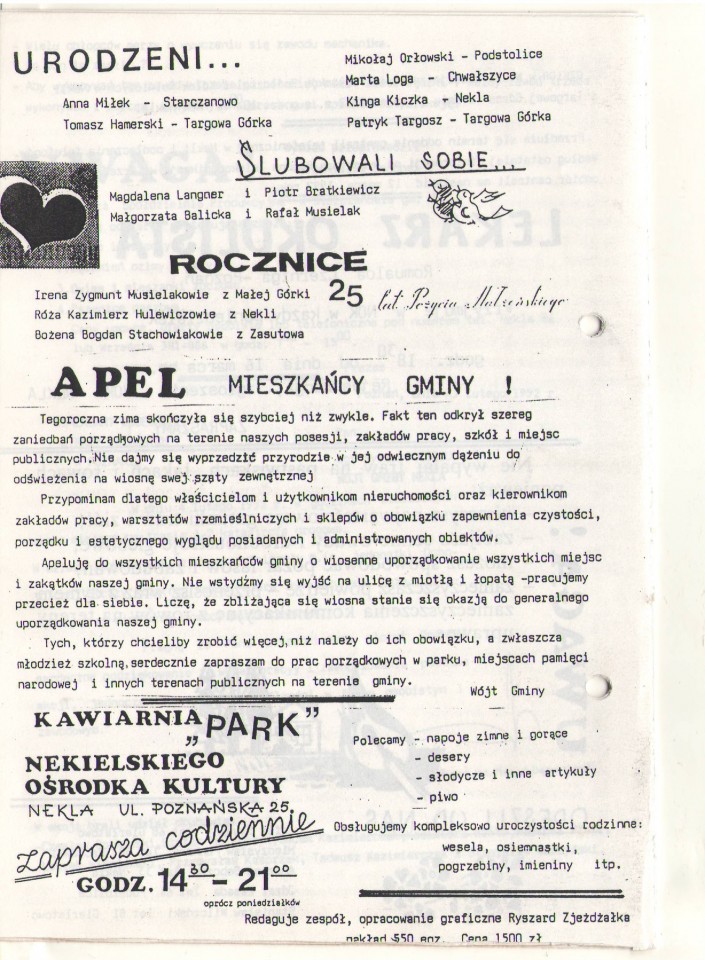 URODZENI...
Anna Miłek - Starczanowo
Tomasz Hamerski - Targowa Górka
Mikołaj Orłowski - Podstolice
Marta Loga - Chwałszyce
Kinga Kiczka - Nekla
Patryk Targosz - Targowa Górka
ŚLUBOWALI SOBIE...
Magdalena Langner i Piotr Bratkiewicz
Małgorzata Balicka i Rafał Musielak
ROCZNICE
25 lat Pożycia Małżeńskiego
Irena Zygmunt Musielakowie z Małej Górki
Róża Kazimierz Hulewiczowie z Nekli
Bożena Bogdan Stachowiakowie z Zasutowa
APEL MIESZKAŃCY GMINY !
Tegoroczna zima skończyła się szybciej niż zwykle. Fakt ten odkrył szereg
zaniedbań porządkowych na terenie naszych posesji, zakładów pracy, szkół i miejsc
publicznych.Nie dajmy się wyprzedzić przyrodzie w jej odwiecznym dążeniu do
odświeżenia na wiosnę swej szaty zewnętrznej
Przypominam dlatego właścicielom i użytkownikom nieruchomości oraz kierownikom
zakładów pracy, warsztatów rzemieślniczych i sklepów o obowiązku zapewnienia czystości,
porządku i estetycznego wyglądu posiadanych i administrowanych obiektów.
Apeluję do wszystkich mieszkańców gminy o wiosenne uporządkowanie wszystkich miejsc
i zakątków naszej gminy. Nie wstydźmy się wyjść na ulicę z miotłą i łopatą -pracujemy
przecież dla siebie. Liczę, że zbliżająca się wiosna stanie się okazją do generalnego
uporządkowania naszej gminy.
Tych, którzy chcieliby zrobić więcej,niż należy do ich obowiązku, a zwłaszcza
młodzież szkolną,serdecznie zapraszam do prac porządkowych w parku, miejscach pamięci
narodowej i innych terenach publicznych na terenie gminy.
Wójt Gminy
KAWIARNIA „PARK”
NEKIELSKIEGO
OŚRODKA KULTURY
NEKLA UL. POZNAŃSKA 25,
zaprasza codziennie
GODZ. 14 30 – 21 00
oprócz poniedziałków
Polecamy - napoje zimne i gorące
- desery
- słodycze i inne artykuły
- piwo
Obsługujemy kompleksowo uroczystości rodzinne:
wesela, osiemnastki,
pogrzebiny, imieniny itp.
Redaguje zespół, opracowanie graficzne Ryszard Zjeżdżałka
nakład 550 egz. Cena 1500 zł